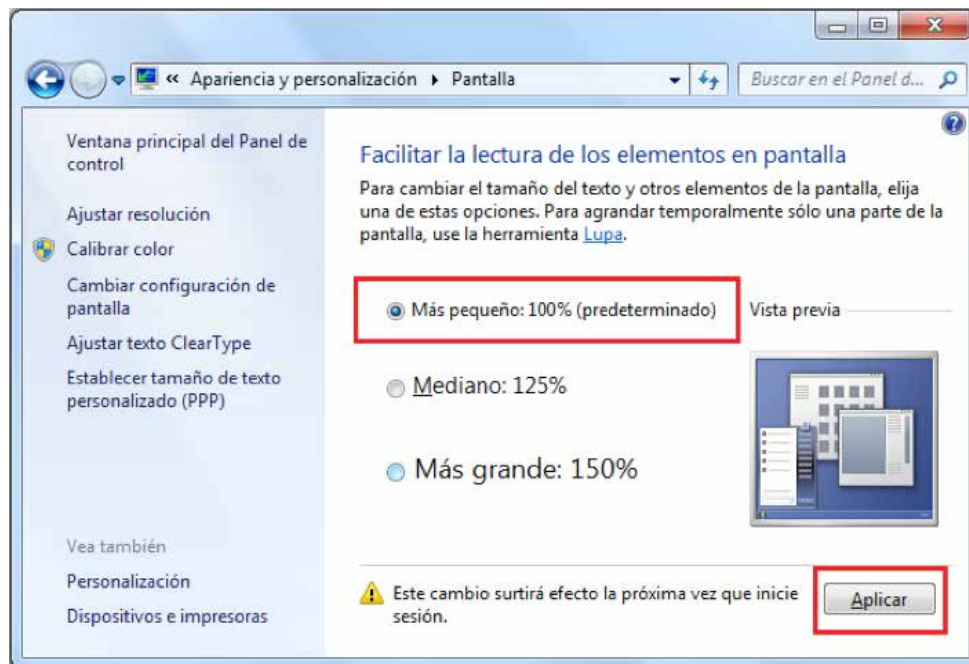 « Apariencia y personalización ▸ Pantalla
Buscar en el Panel d...
Ventana principal del Panel de
control
Ajustar resolución
Calibrar color
Cambiar configuración de
pantalla
Ajustar texto ClearType
Establecer tamaño de texto
personalizado (PPP)
Vea también
Personalización
Dispositivos e impresoras
Facilitar la lectura de los elementos en pantalla
Para cambiar el tamaño del texto y otros elementos de la pantalla, elija
una de estas opciones. Para agrandar temporalmente sólo una parte de la
pantalla, use la herramienta Lupa.
Más pequeño: 100% (predeterminado)
Vista previa
Mediano: 125%
Más grande: 150%
Este cambio surtirá efecto la próxima vez que inicie
sesión.
Aplicar